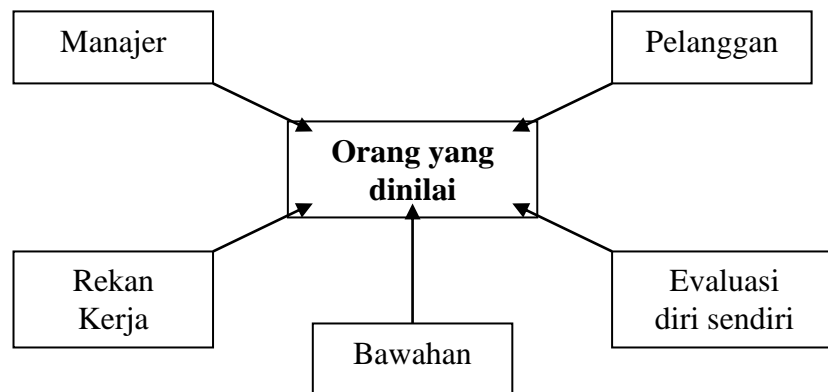 Manajer
Pelanggan
Orang yang
dinilai
Rekan
Kerja
Bawahan
Evaluasi
diri sendiri